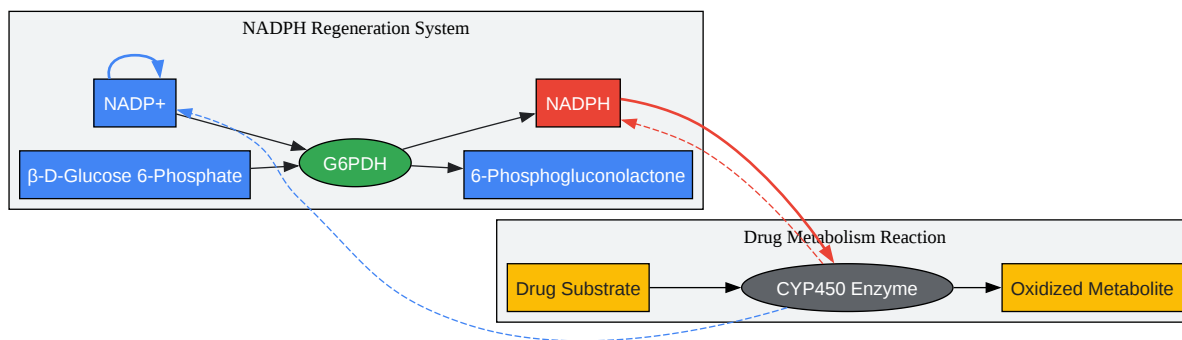 NADPH Regeneration System
NADP+
NADPH
G6PDH
β-D-Glucose 6-Phosphate
6-Phosphogluconolactone
Drug Metabolism Reaction
Drug Substrate
CYP450 Enzyme
Oxidized Metabolite